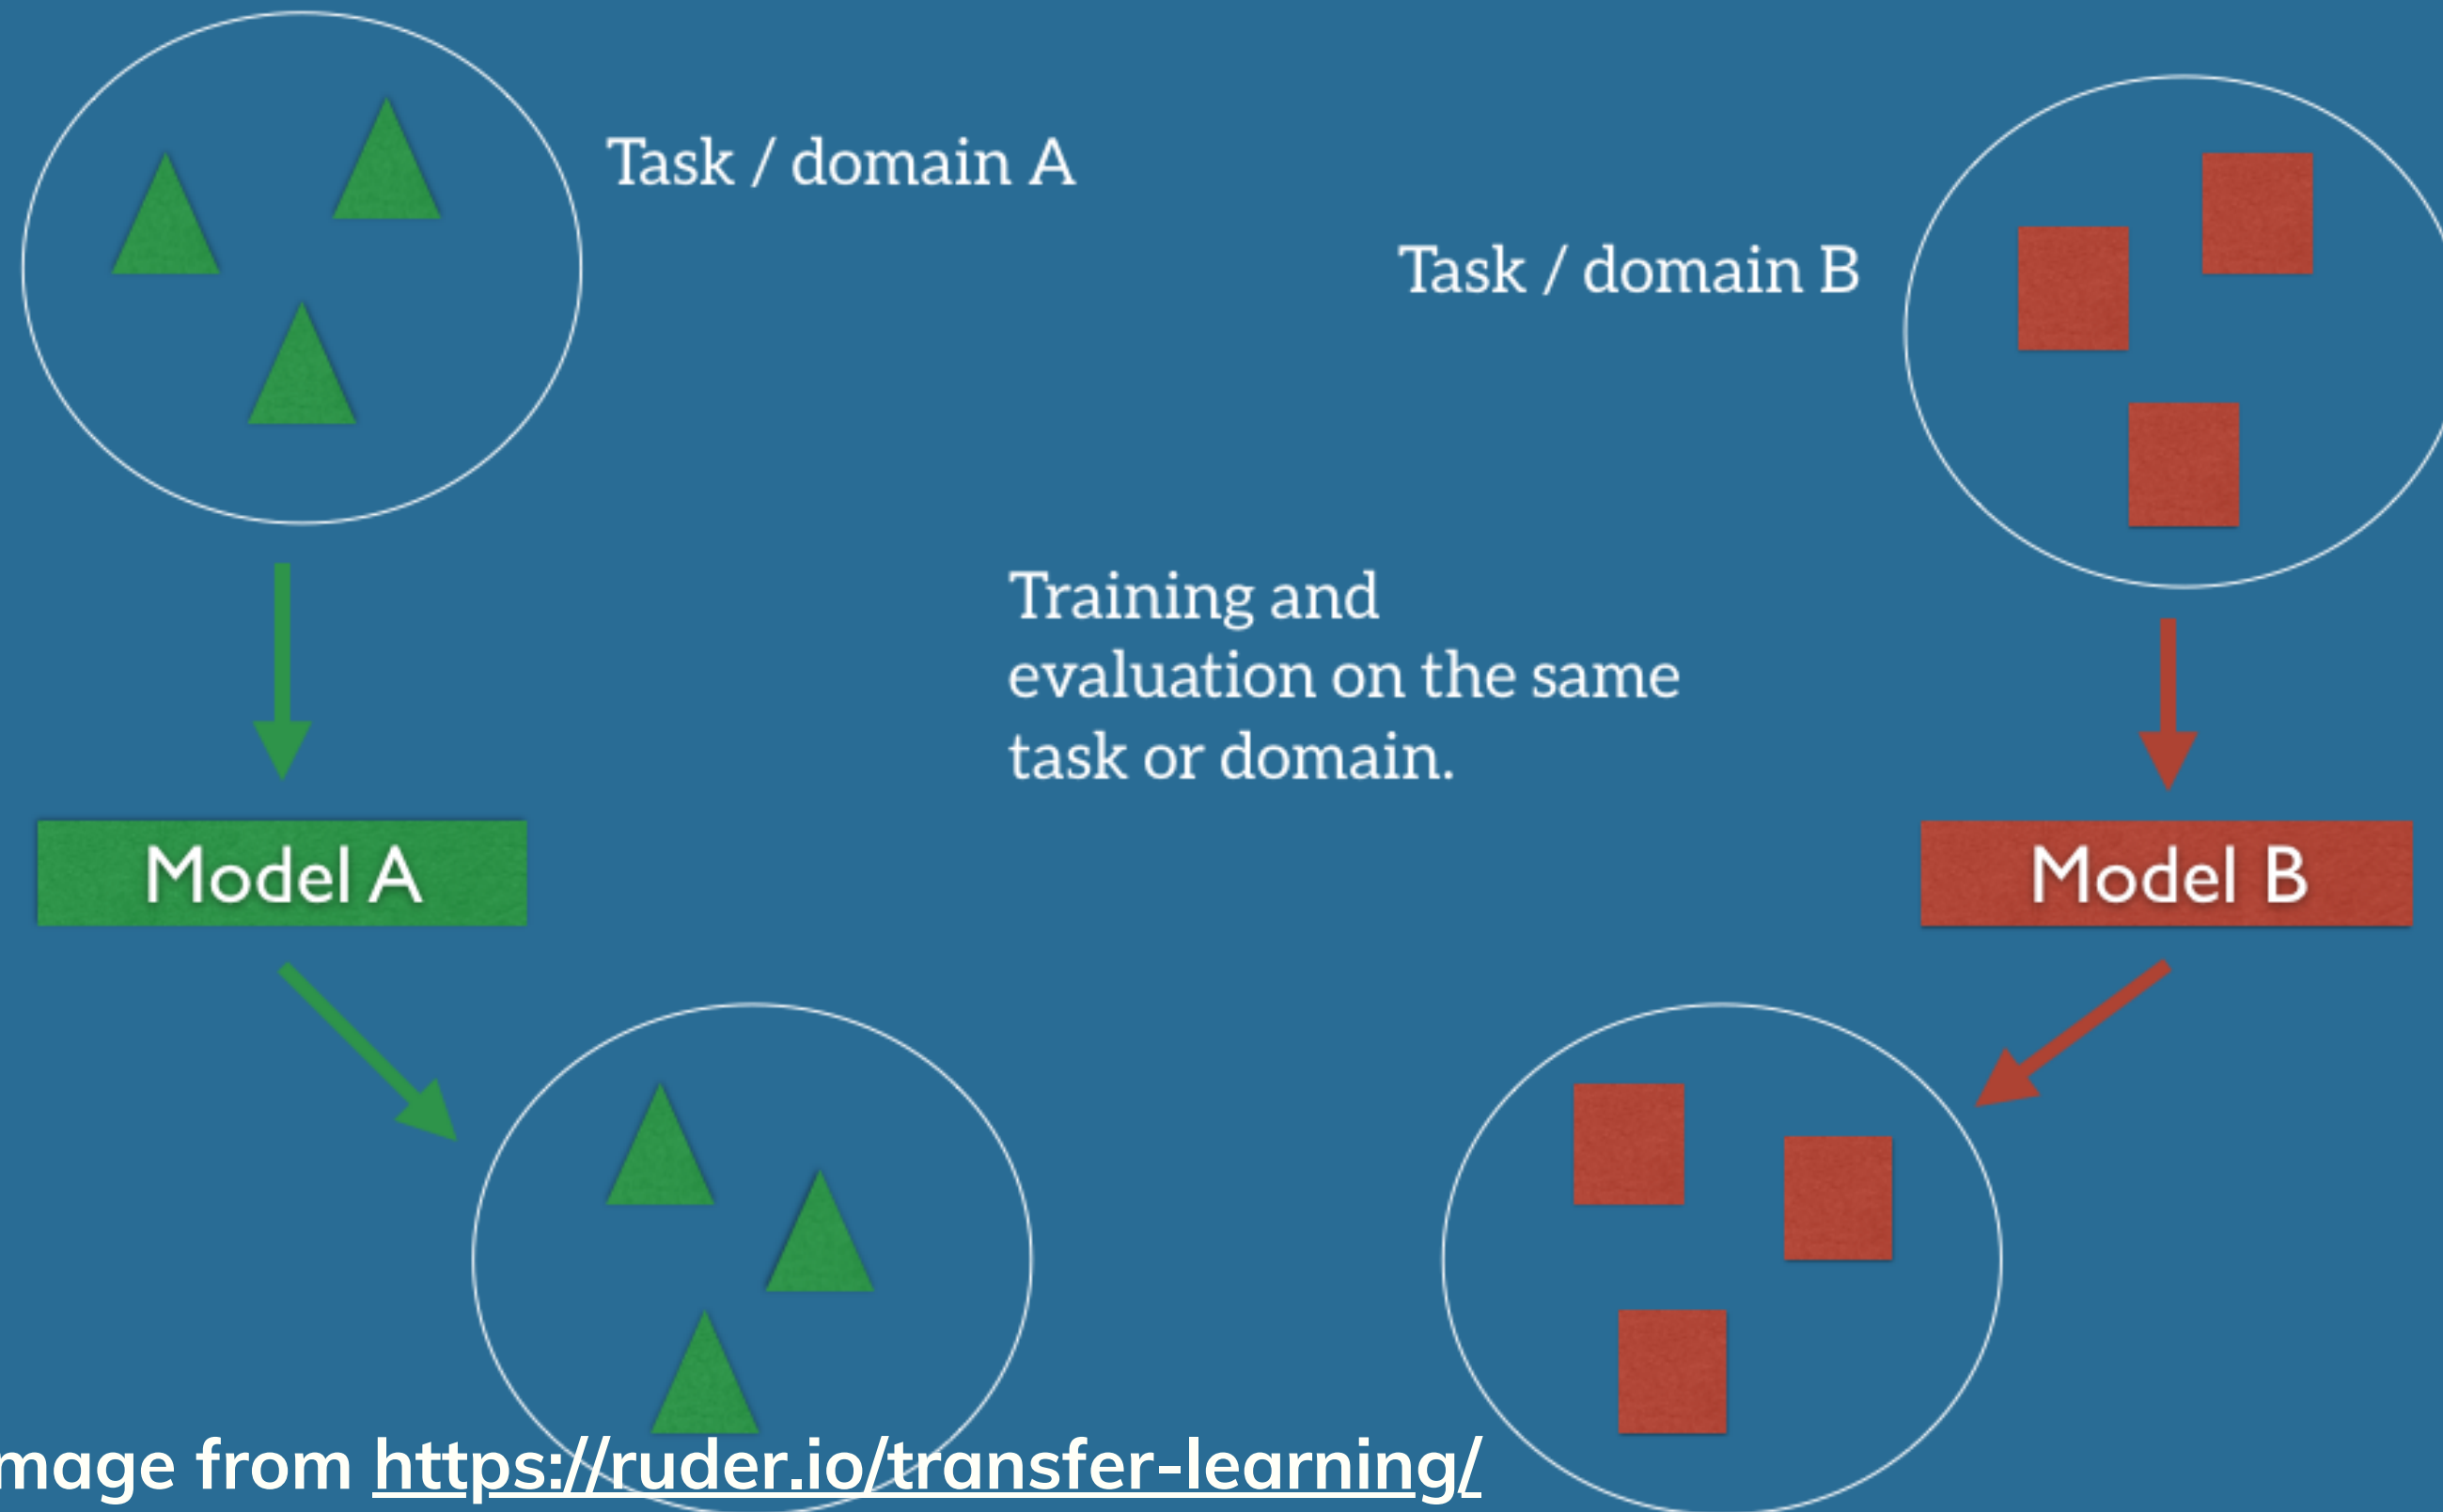 Task / domain A
Task / domain B
Training and
evaluation on the same
task or domain.
Model A
Model B
mage from https://ruder.io/transfer-learning/